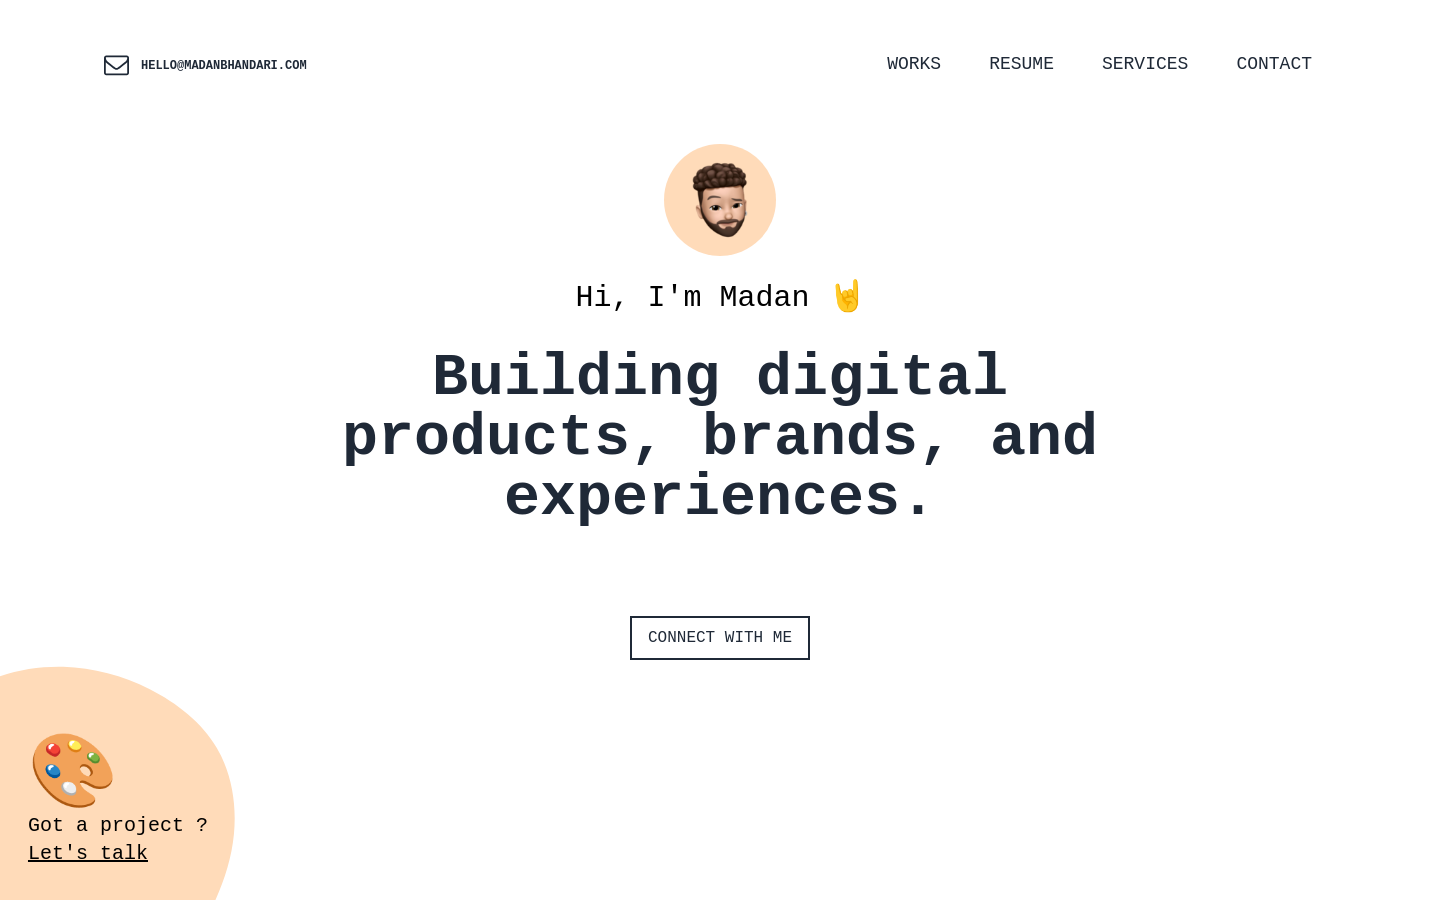 HELLO@MADANBHANDARI.COM
WORKS
RESUME
SERVICES
CONTACT
Hi, I'm Madan 🤘
Building digital
products, brands, and
experiences.
CONNECT WITH ME
Got a project ?
Let's talk